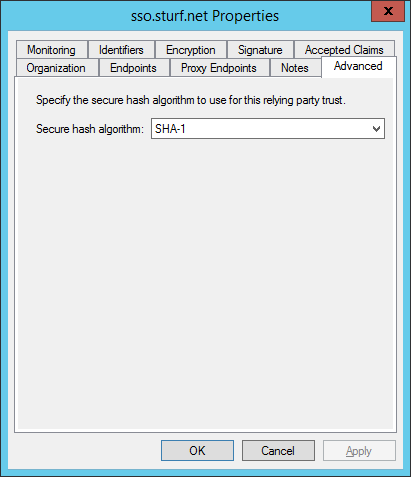 sso.sturf.net Properties
x
Monitoring Identifiers Encryption Signature Accepted Claims
Organization Endpoints Proxy Endpoints Notes Advanced
Specify the secure hash algorithm to use for this relying party trust.
Secure hash algorithm: SHA-1
OK Cancel Apply